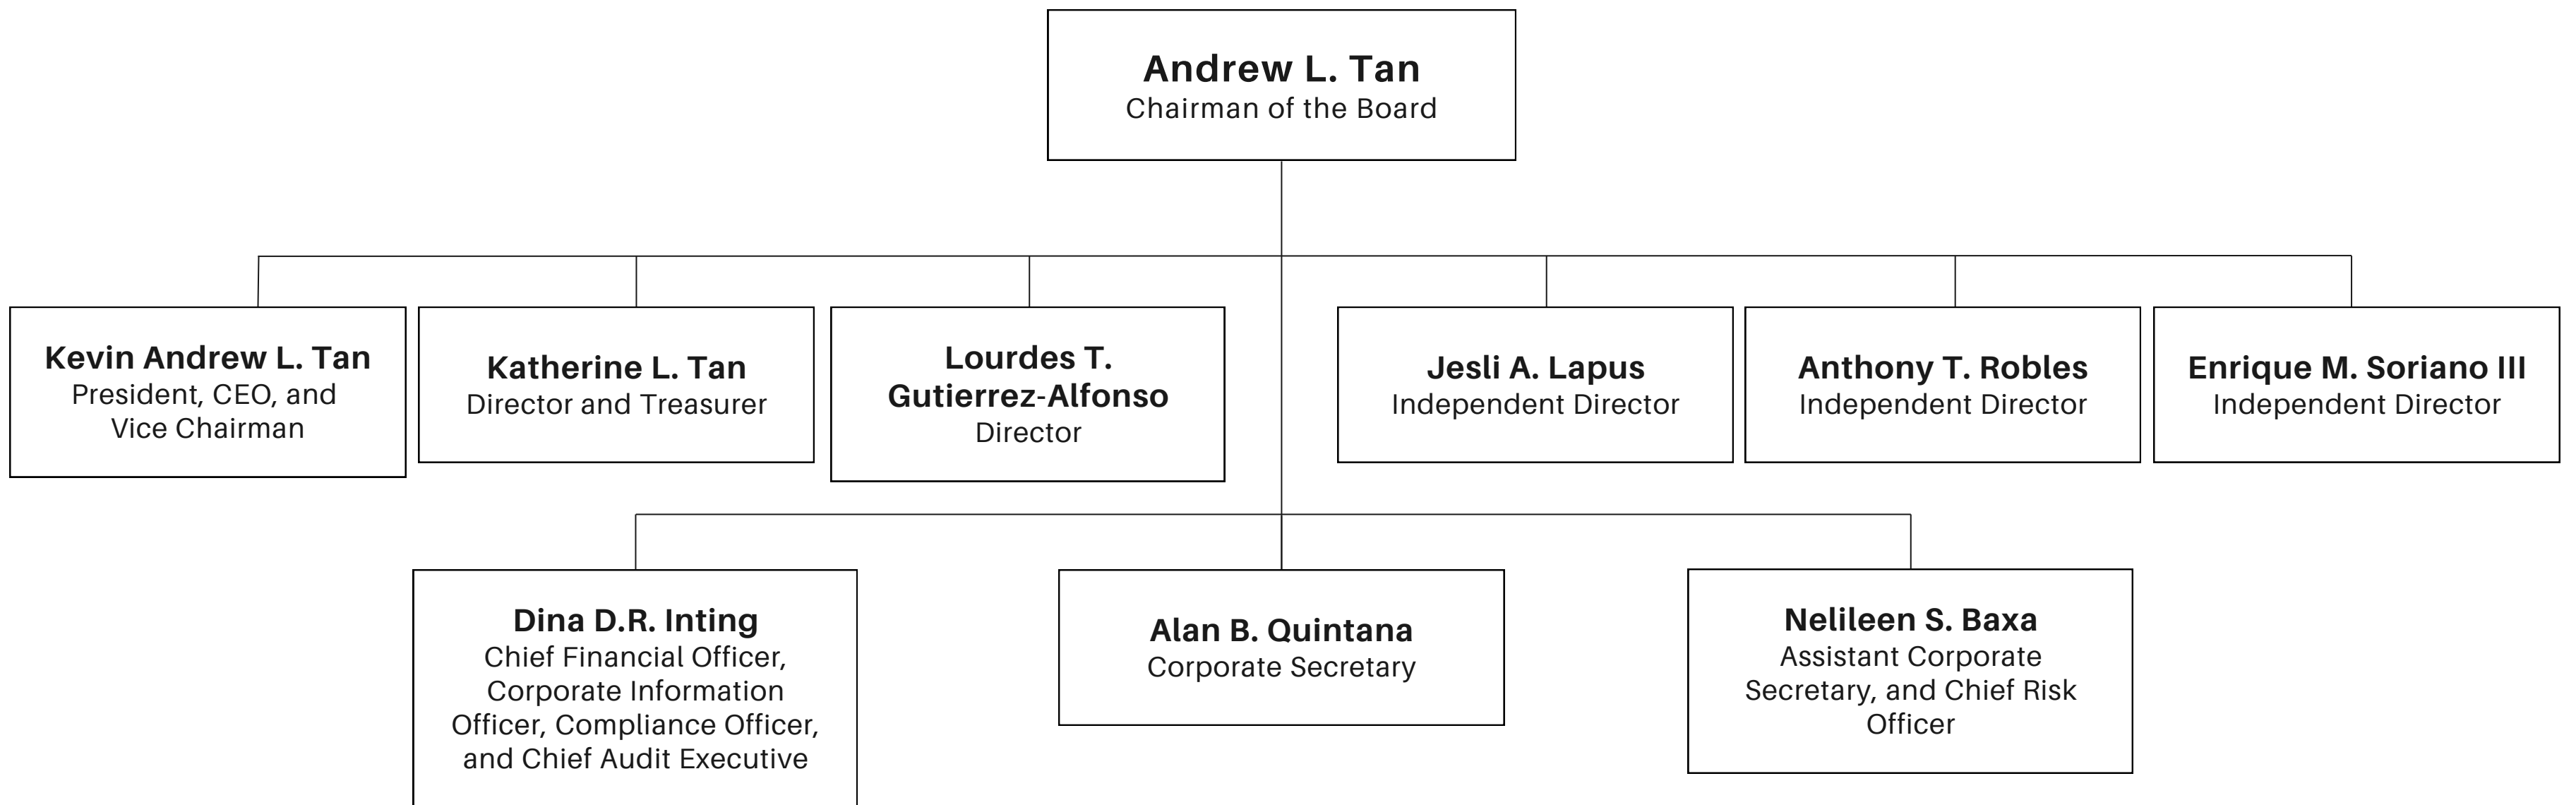 Andrew L. Tan
Chairman of the Board
Kevin Andrew L. Tan
President, CEO, and
Vice Chairman
Katherine L. Tan
Director and Treasurer
Lourdes T.
Gutierrez-Alfonso
Director
Jesli A. Lapus
Independent Director
Anthony T. Robles
Independent Director
Enrique M. Soriano III
Independent Director
Dina D.R. Inting
Chief Financial Officer,
Corporate Information
Officer, Compliance Officer,
and Chief Audit Executive
Alan B. Quintana
Corporate Secretary
Nelileen S. Baxa
Assistant Corporate
Secretary, and Chief Risk
Officer